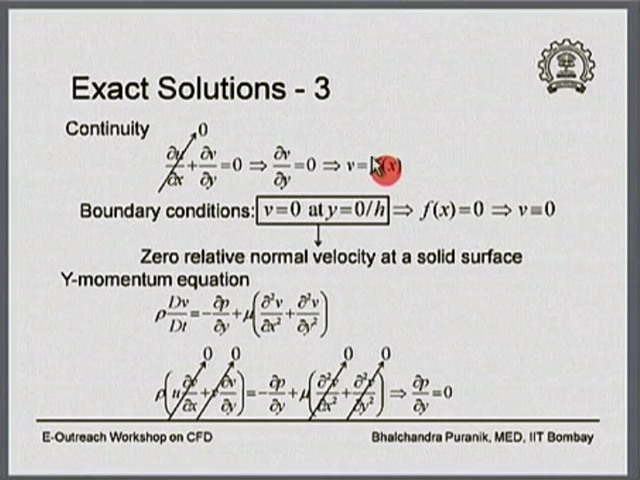 Exact Solutions - 3
Continuity
0
∂u/∂x + ∂v/∂y = 0 ⇒ ∂v/∂y = 0 ⇒ v = (x)
Boundary conditions: v = 0 at y = 0/h ⇒ f(x) = 0 ⇒ v ≡ 0
Zero relative normal velocity at a solid surface
Y-momentum equation
ρ Dv/Dt = -∂p/∂y + μ(∂²v/∂x² + ∂²v/∂y²)
0 0 0 0
ρ(u ∂v/∂x + v ∂v/∂y) = -∂p/∂y + μ(∂²v/∂x² + ∂²v/∂y²) ⇒ ∂p/∂y = 0
E-Outreach Workshop on CFD Bhalchandra Puranik, MED, IIT Bombay